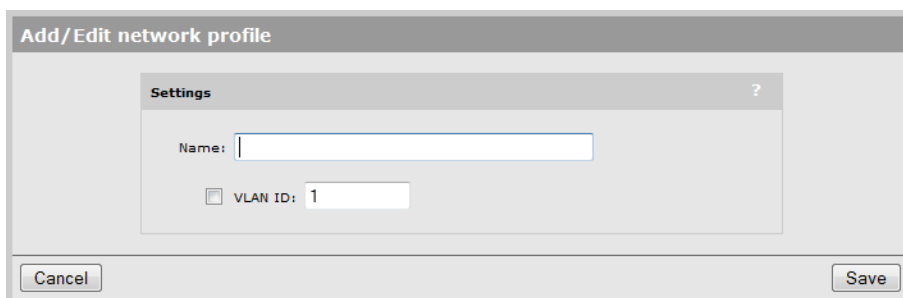 Add/Edit network profile
Settings ?
Name:
VLAN ID: 1
Cancel Save